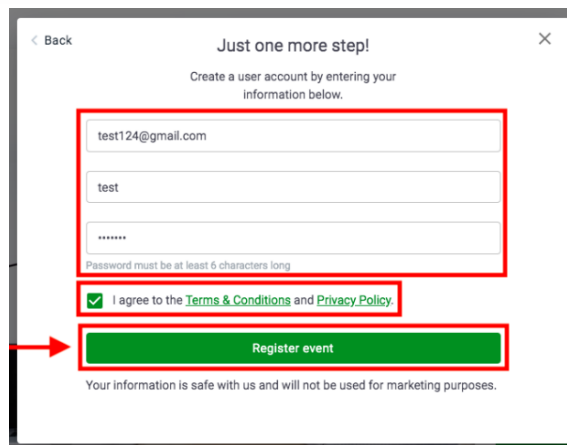 Back
Just one more step!
Create a user account by entering your
information below.
test124@gmail.com
test
•••••••
Password must be at least 6 characters long
I agree to the Terms & Conditions and Privacy Policy.
Register event
Your information is safe with us and will not be used for marketing purposes.